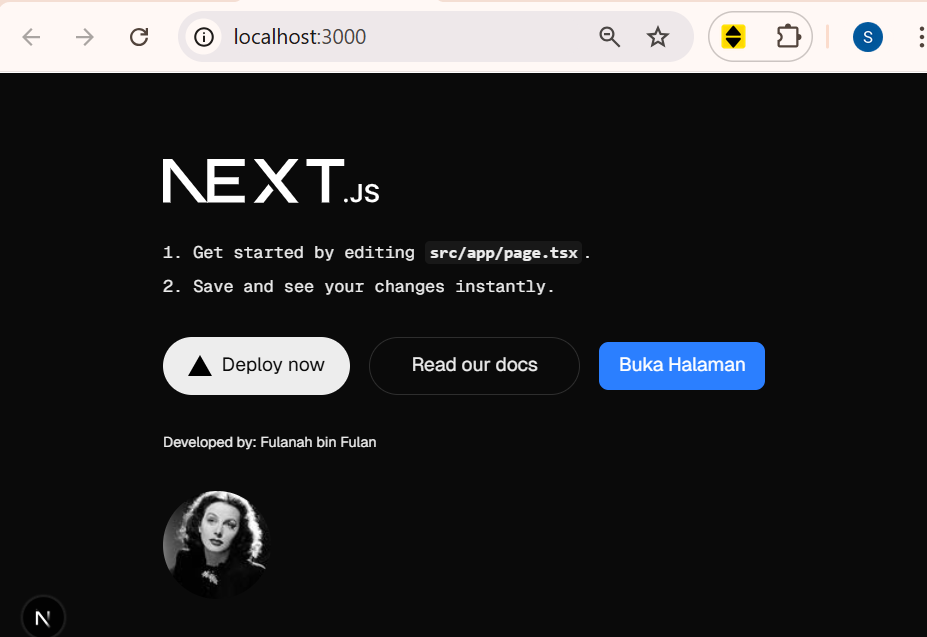 localhost:3000
S
NEXT.JS
1. Get started by editing src/app/page.tsx.
2. Save and see your changes instantly.
Deploy now Read our docs Buka Halaman
Developed by: Fulanah bin Fulan
N